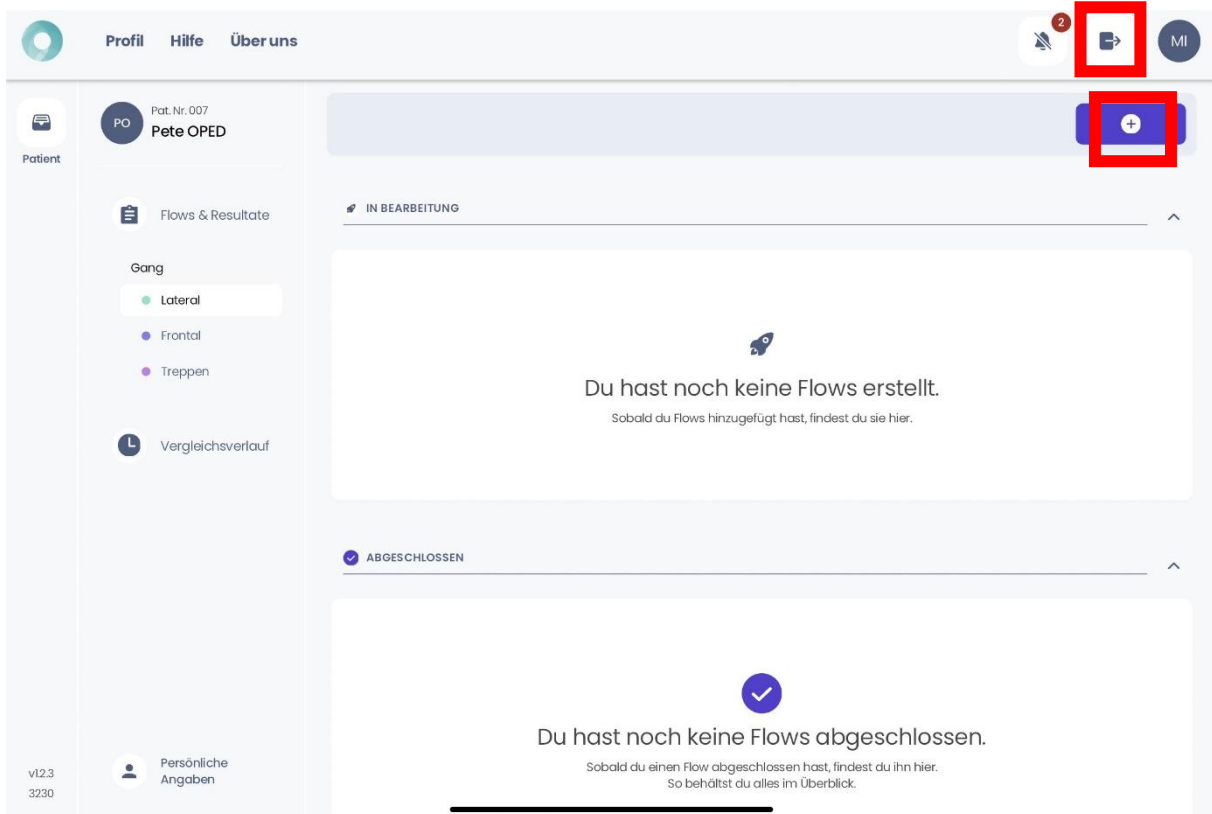 Profil Hilfe Über uns
2
MI
Patient
PO
Pat. Nr. 007
Pete OPED
Flows & Resultate
Gang
Lateral
Frontal
Treppen
Vergleichsverlauf
Persönliche
Angaben
v1.2.3
3230
IN BEARBEITUNG
Du hast noch keine Flows erstellt.
Sobald du Flows hinzugefügt hast, findest du sie hier.
ABGESCHLOSSEN
Du hast noch keine Flows abgeschlossen.
Sobald du einen Flow abgeschlossen hast, findest du ihn hier.
So behältst du alles im Überblick.